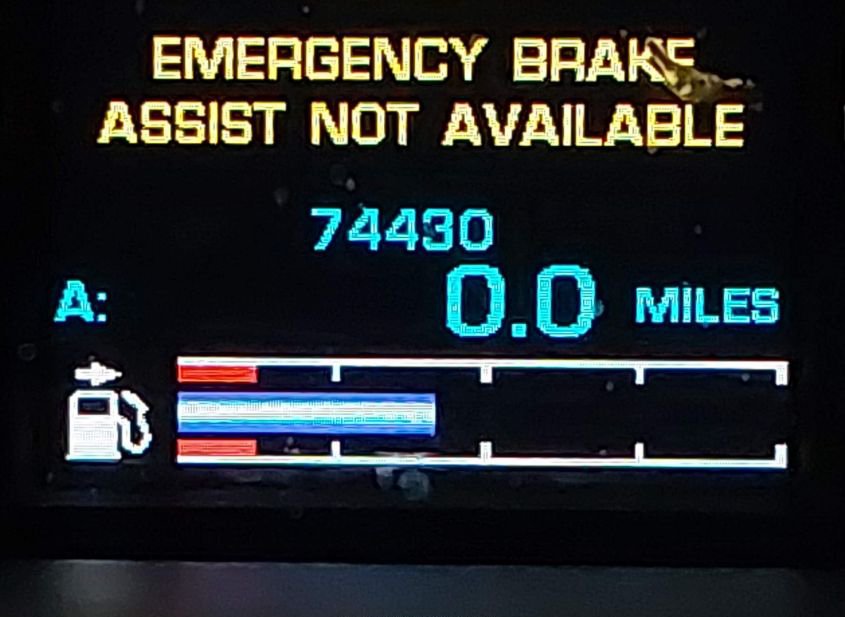 EMERGENCY BRAKE
ASSIST NOT AVAILABLE
74430
A: 0.0 MILES